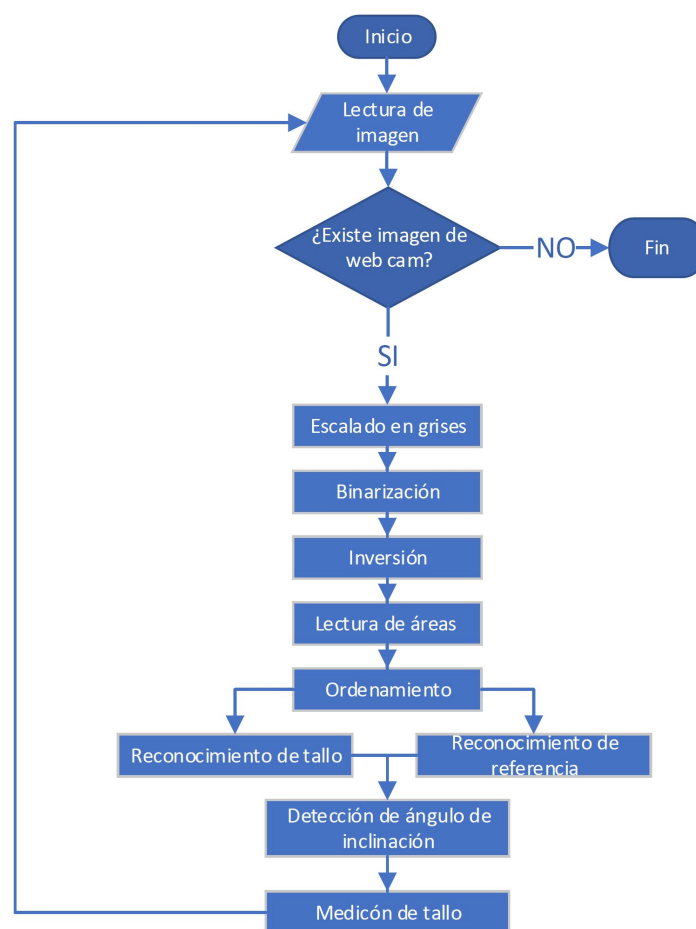 Inicio
Lectura de
imagen
¿Existe imagen de
web cam?
NO
Fin
SI
Escalado en grises
Binarización
Inversión
Lectura de áreas
Ordenamiento
Reconocimiento de tallo
Reconocimiento de
referencia
Detección de ángulo de
inclinación
Medicón de tallo